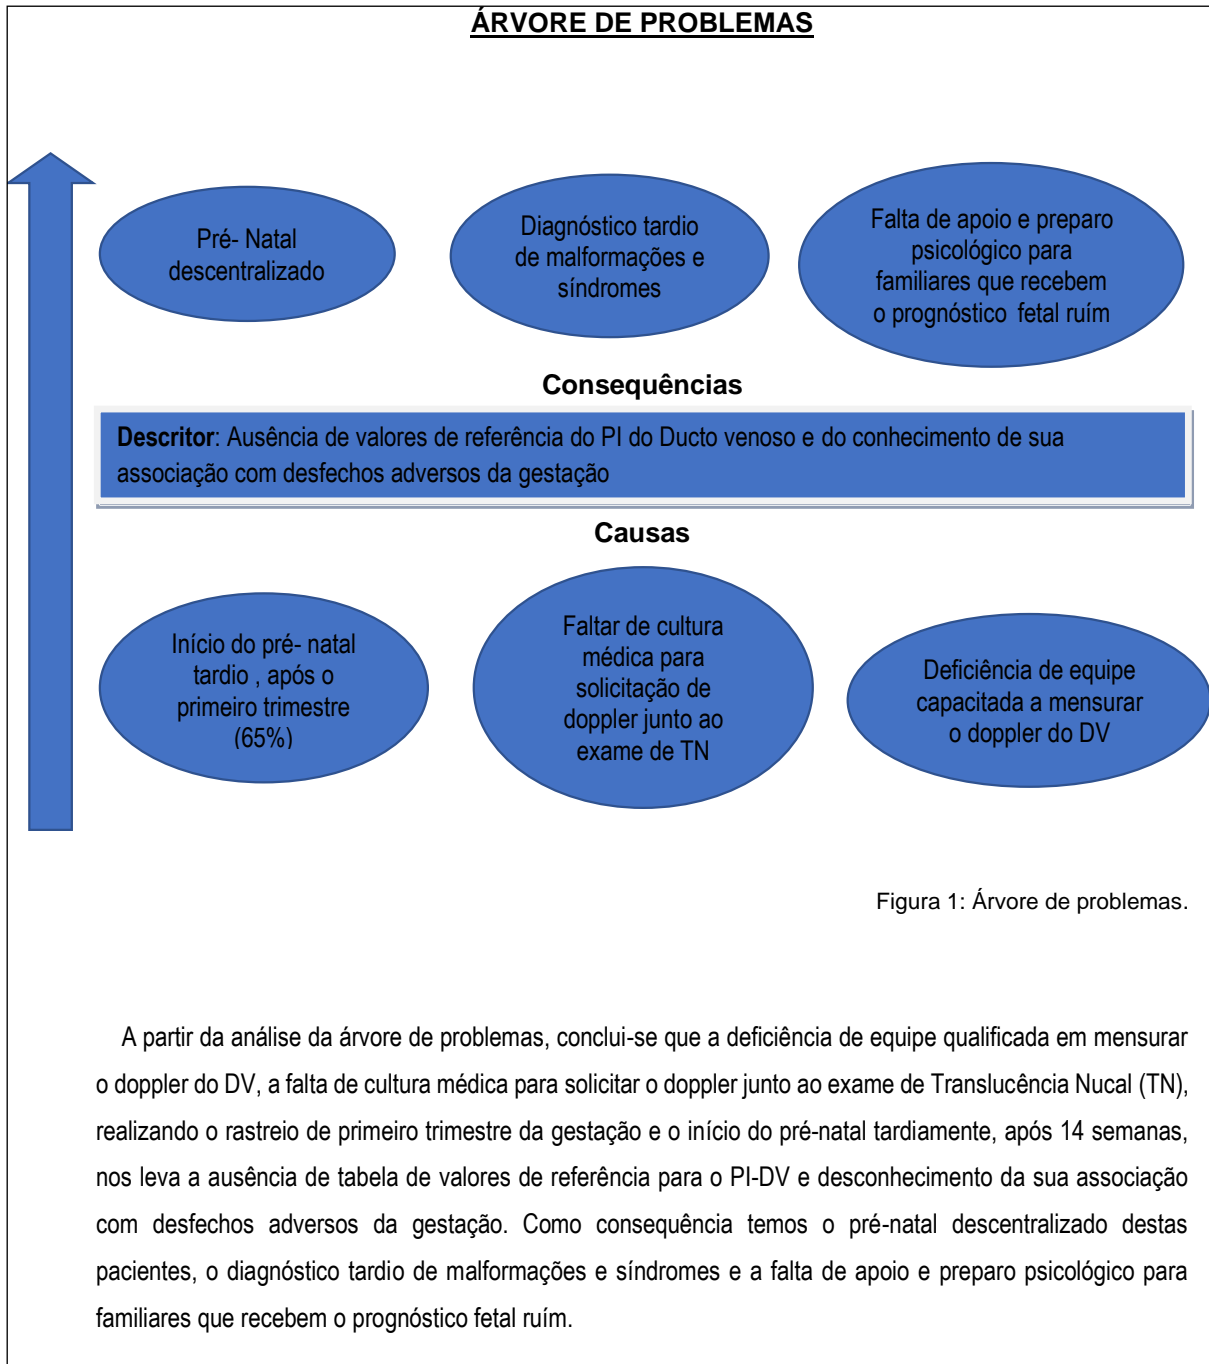 ÁRVORE DE PROBLEMAS
Pré- Natal
descentralizado
Diagnóstico tardio
de malformações e
síndromes
Falta de apoio e preparo
psicológico para
familiares que recebem
o prognóstico fetal ruím
Consequências
Descritor: Ausência de valores de referência do PI do Ducto venoso e do conhecimento de sua
associação com desfechos adversos da gestação
Causas
Início do pré- natal
tardio , após o
primeiro trimestre
(65%)
Faltar de cultura
médica para
solicitação de
doppler junto ao
exame de TN
Deficiência de equipe
capacitada a mensurar
o doppler do DV
Figura 1: Árvore de problemas.
A partir da análise da árvore de problemas, conclui-se que a deficiência de equipe qualificada em mensurar
o doppler do DV, a falta de cultura médica para solicitar o doppler junto ao exame de Translucência Nucal (TN),
realizando o rastreio de primeiro trimestre da gestação e o início do pré-natal tardiamente, após 14 semanas,
nos leva a ausência de tabela de valores de referência para o PI-DV e desconhecimento da sua associação
com desfechos adversos da gestação. Como consequência temos o pré-natal descentralizado destas
pacientes, o diagnóstico tardio de malformações e síndromes e a falta de apoio e preparo psicológico para
familiares que recebem o prognóstico fetal ruím.